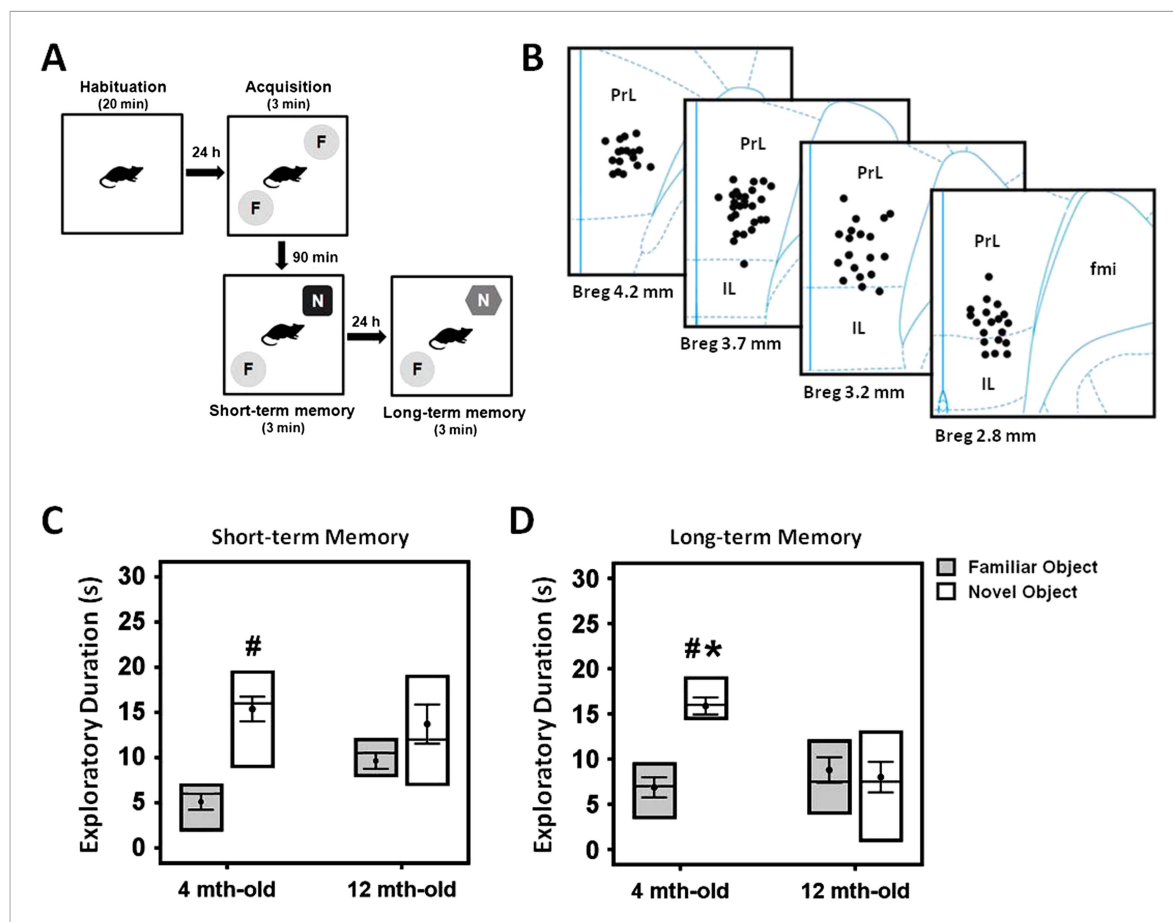 A
Habituation
(20 min)
24 h
Acquisition
(3 min)
F
F
90 min
N
F
Short-term memory
(3 min)
24 h
N
F
Long-term memory
(3 min)
B
PrL
Breg 4.2 mm
PrL
IL
Breg 3.7 mm
PrL
IL
Breg 3.2 mm
PrL
IL
fmi
Breg 2.8 mm
C
Short-term Memory
Exploratory Duration (s)
30
25
20
15
10
5
0
#
4 mth-old
12 mth-old
D
Long-term Memory
Exploratory Duration (s)
30
25
20
15
10
5
0
#*
4 mth-old
12 mth-old
Familiar Object
Novel Object